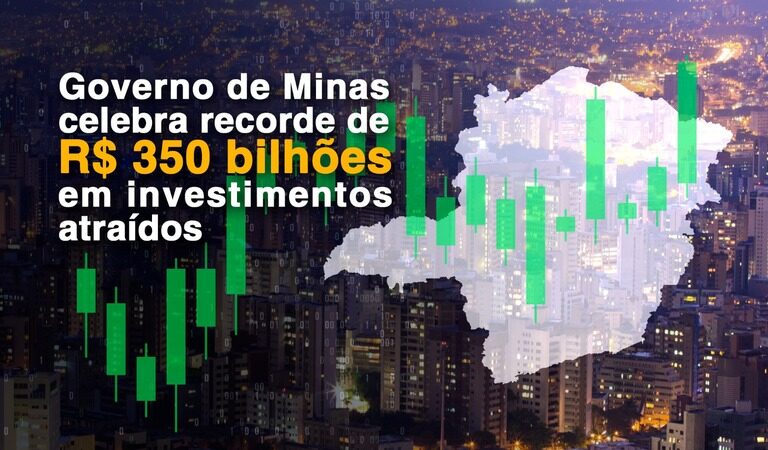 Governo de Minas
celebra recorde de
R$ 350 bilhões
em investimentos
atraídos